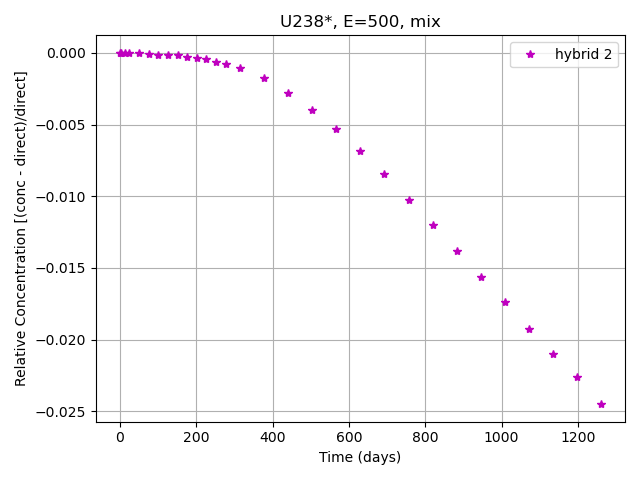 U238*, E=500, mix
hybrid 2
0.000
−0.005
−0.010
−0.015
−0.020
−0.025
Relative Concentration [(conc - direct)/direct]
0 200 400 600 800 1000 1200
Time (days)